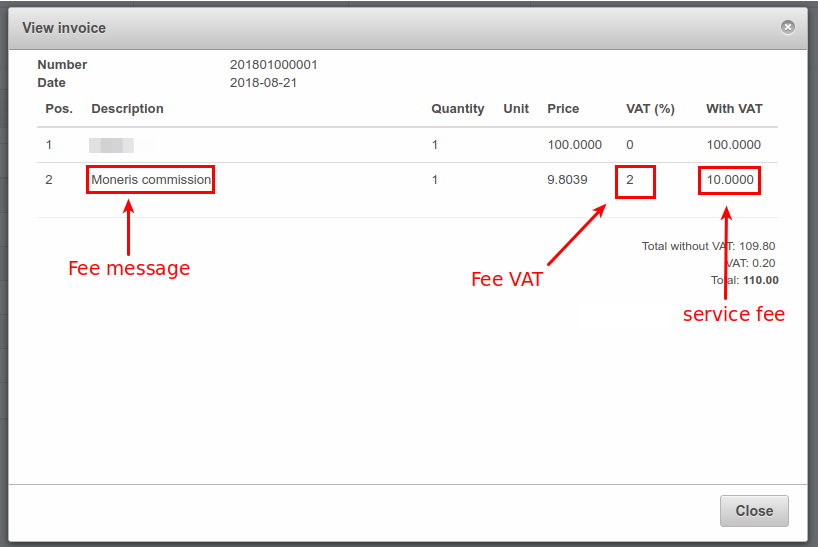 View invoice
Number 201801000001
Date 2018-08-21
Pos. Description Quantity Unit Price VAT (%) With VAT
1 1 100.0000 0 100.0000
2 Moneris commission 1 9.8039 2 10.0000
Total without VAT: 109.80
Fee message
VAT: 0.20
Fee VAT
Total: 110.00
service fee
Close